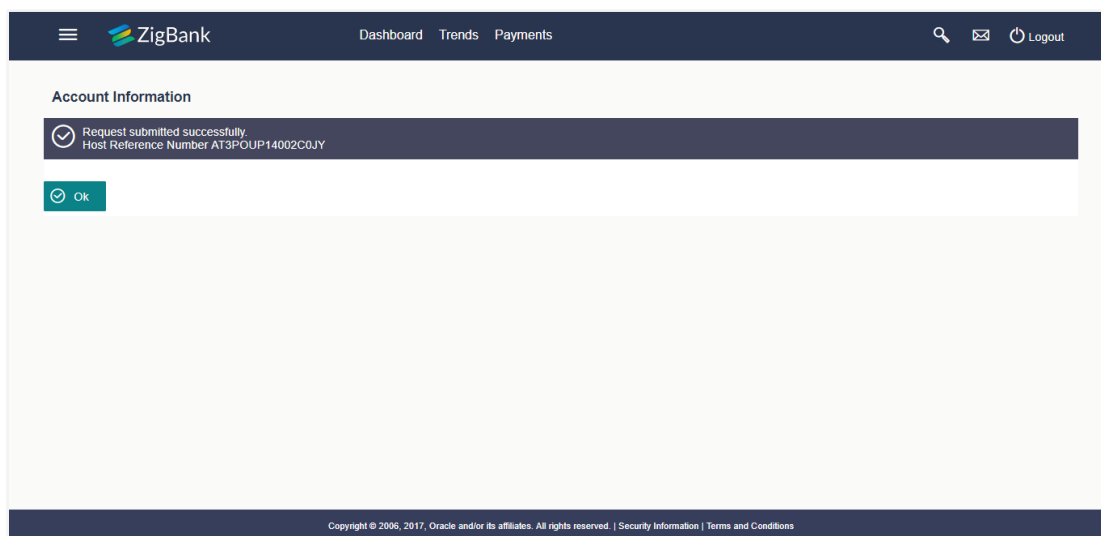 ZigBank Dashboard Trends Payments Logout
Account Information
Request submitted successfully.
Host Reference Number AT3POUP14002C0JY
Ok
Copyright © 2006, 2017, Oracle and/or its affiliates. All rights reserved. | Security Information | Terms and Conditions